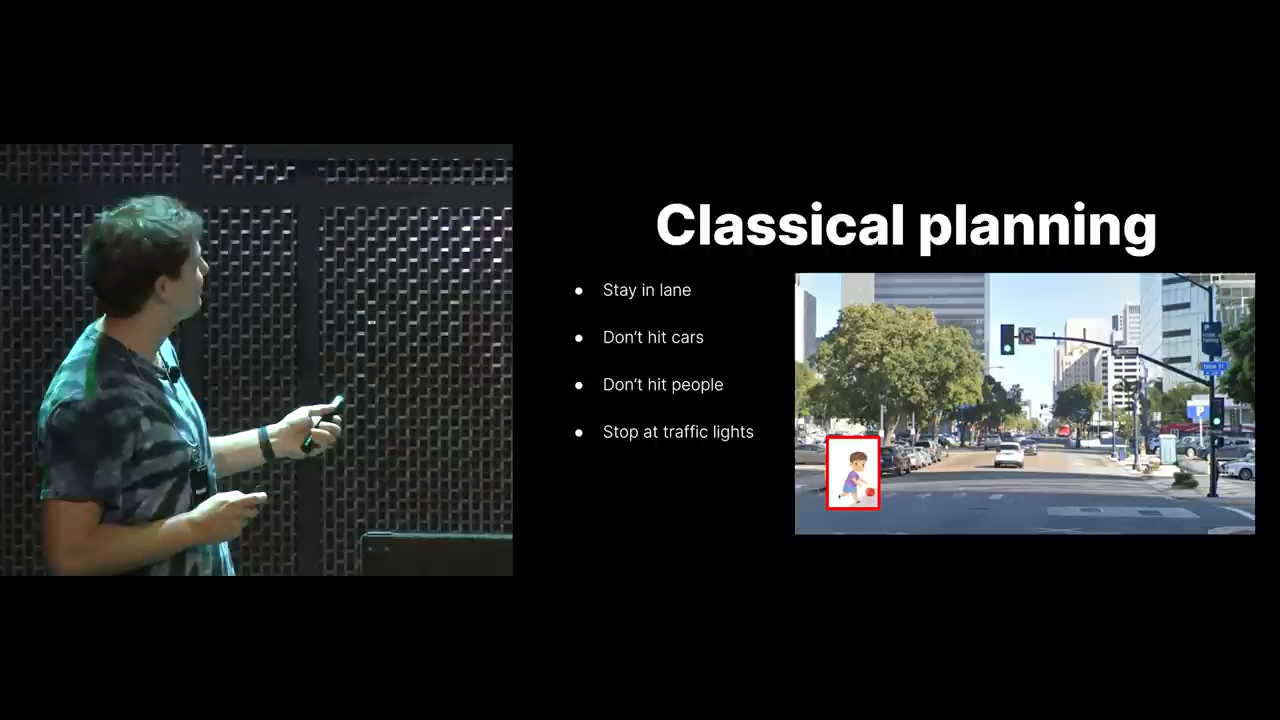 Classical planning
● Stay in lane
● Don’t hit cars
● Don’t hit people
● Stop at traffic lights
P